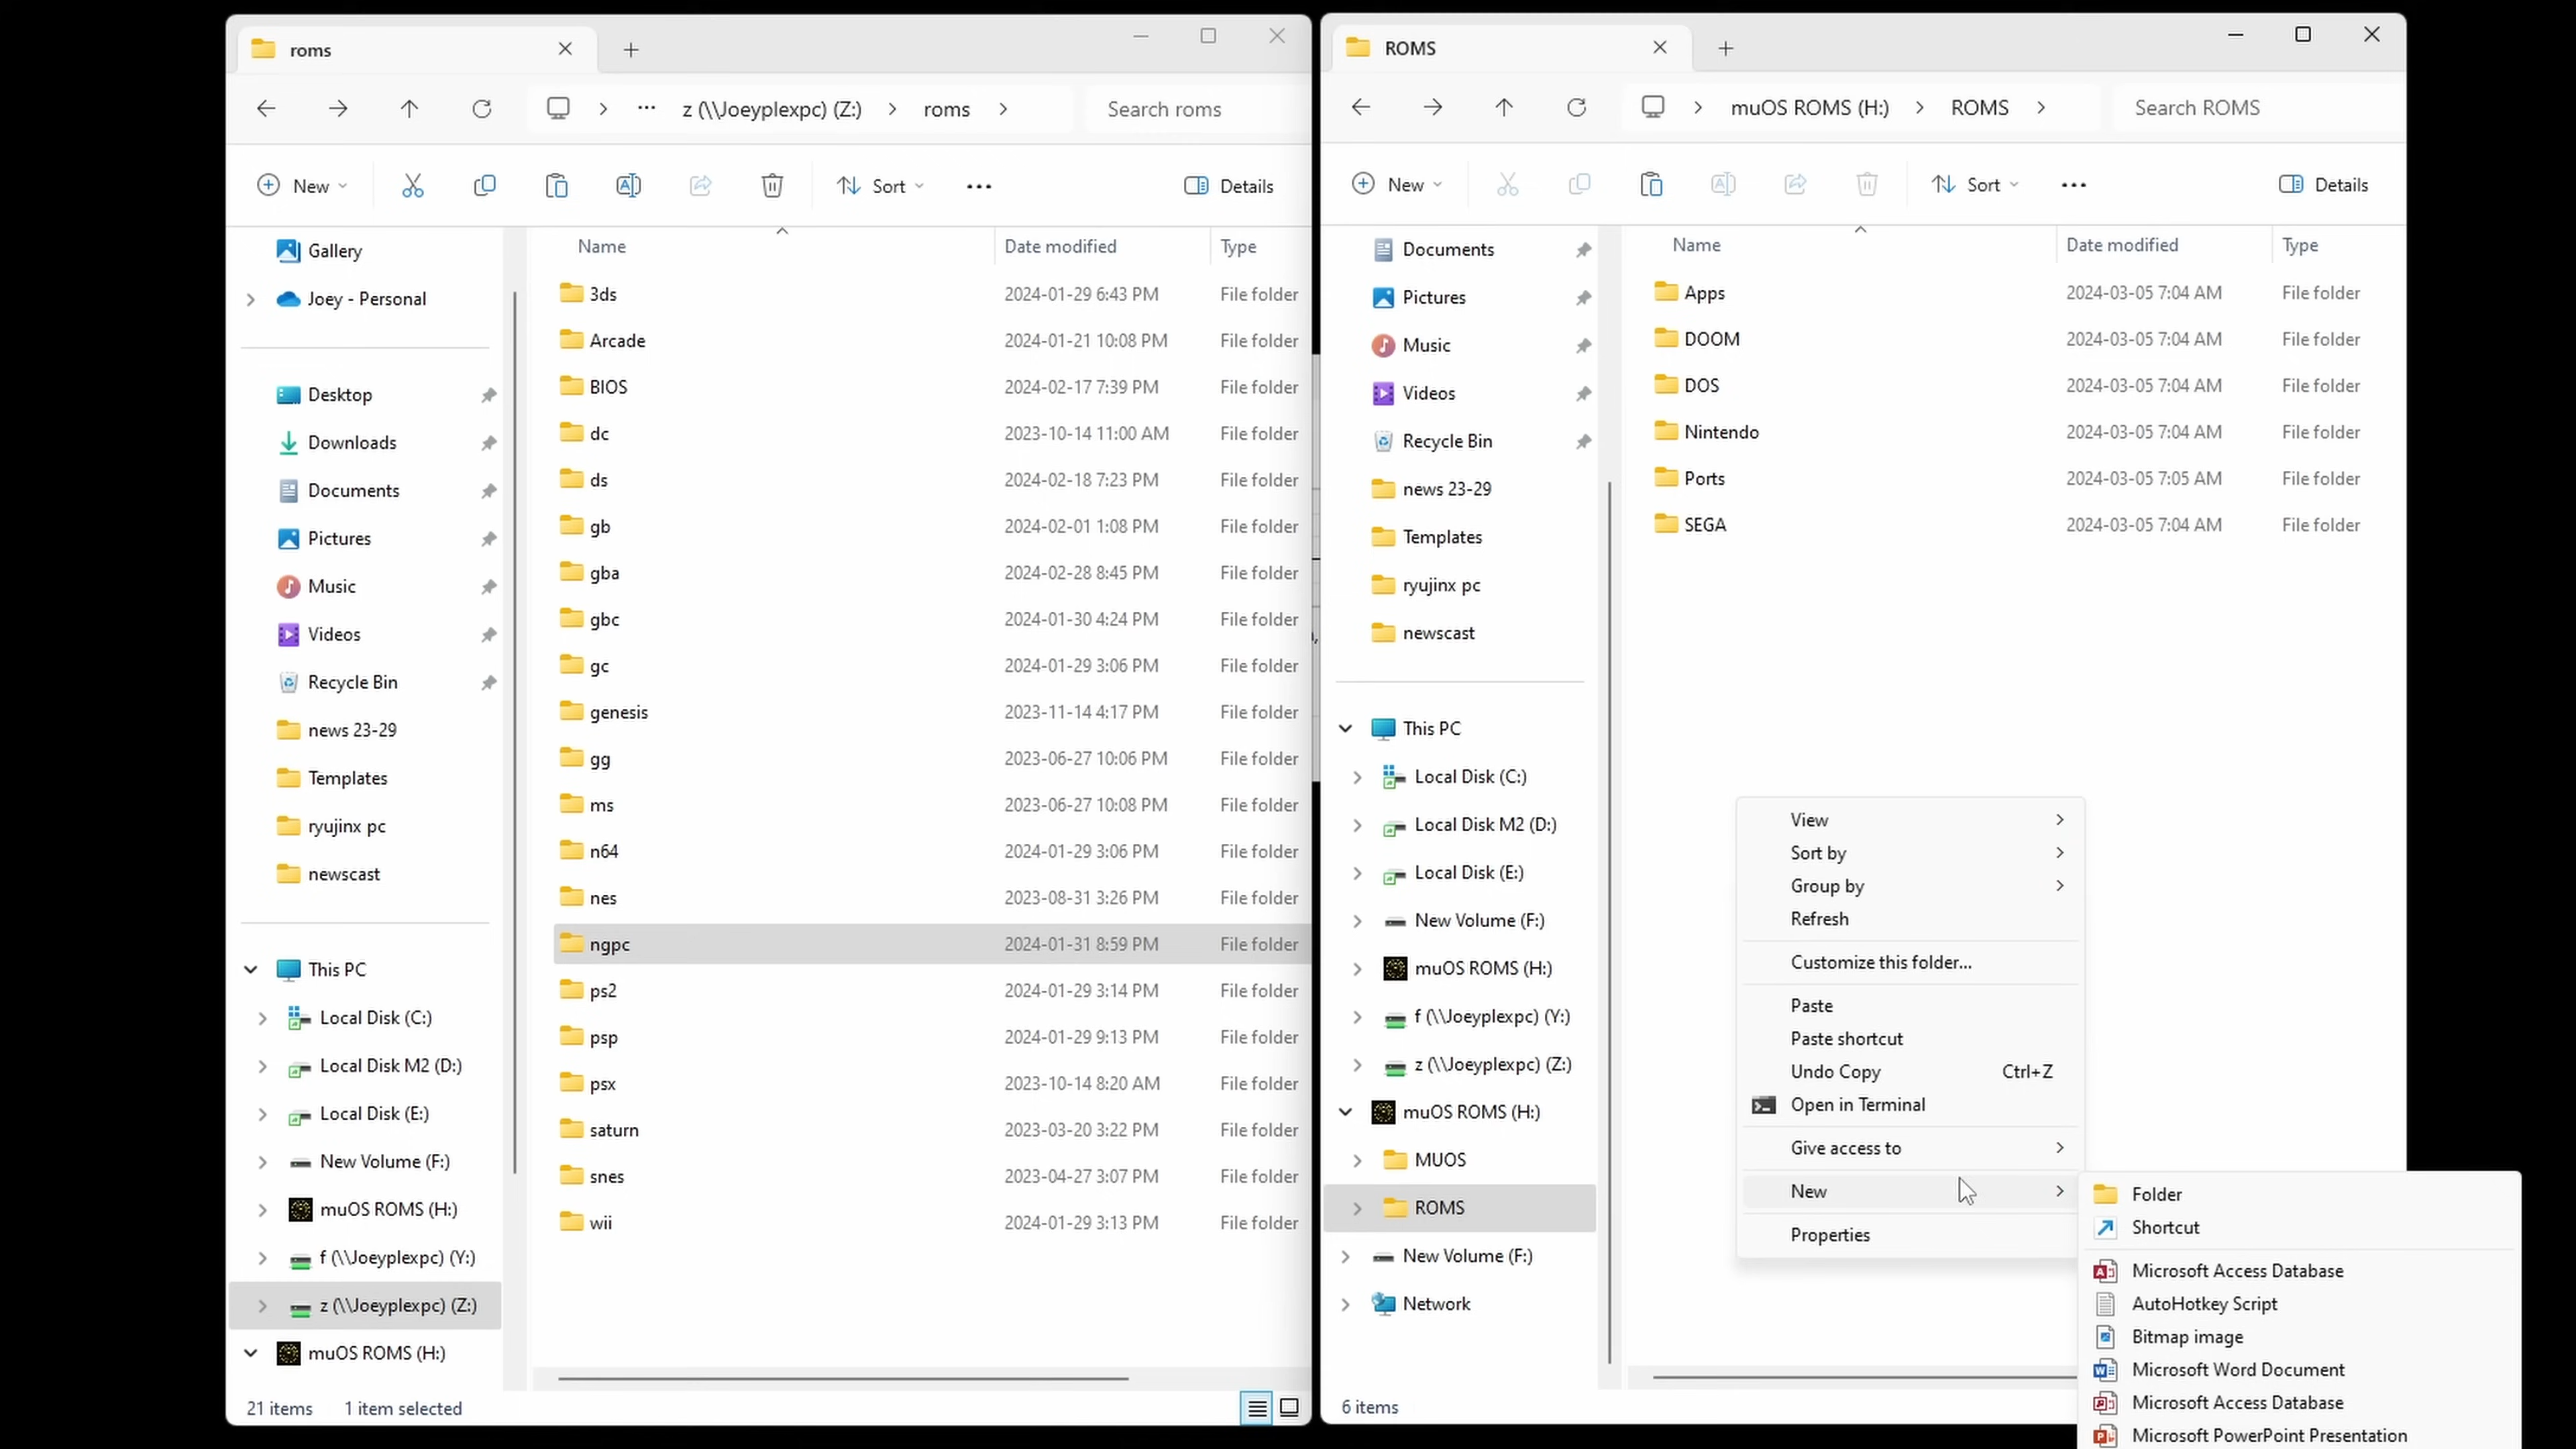 roms
z (\\Joeyplexpc) (Z:)
roms
Search roms
New
Sort
Details
Gallery
Joey - Personal
Desktop
Downloads
Documents
Pictures
Music
Videos
Recycle Bin
news 23-29
Templates
ryujinx pc
newscast
This PC
Local Disk (C:)
Local Disk M2 (D:)
Local Disk (E:)
New Volume (F:)
muOS ROMS (H:)
f (\\Joeyplexpc) (Y:)
z (\\Joeyplexpc) (Z:)
muOS ROMS (H:)
Name Date modified Type
3ds 2024-01-29 6:43 PM File folder
Arcade 2024-01-21 10:08 PM File folder
BIOS 2024-02-17 7:39 PM File folder
dc 2023-10-14 11:00 AM File folder
ds 2024-02-18 7:23 PM File folder
gb 2024-02-01 1:08 PM File folder
gba 2024-02-28 8:45 PM File folder
gbc 2024-01-30 4:24 PM File folder
gc 2024-01-29 3:06 PM File folder
genesis 2023-11-14 4:17 PM File folder
gg 2023-06-27 10:06 PM File folder
ms 2023-06-27 10:08 PM File folder
n64 2024-01-29 3:06 PM File folder
nes 2023-08-31 3:26 PM File folder
ngpc 2024-01-31 8:59 PM File folder
ps2 2024-01-29 3:14 PM File folder
psp 2024-01-29 9:13 PM File folder
psx 2023-10-14 8:20 AM File folder
saturn 2023-03-20 3:22 PM File folder
snes 2023-04-27 3:07 PM File folder
wii 2024-01-29 3:13 PM File folder
21 items 1 item selected
ROMS
muOS ROMS (H:)
ROMS
Search ROMS
New
Sort
Details
Documents
Pictures
Music
Videos
Recycle Bin
news 23-29
Templates
ryujinx pc
newscast
This PC
Local Disk (C:)
Local Disk M2 (D:)
Local Disk (E:)
New Volume (F:)
muOS ROMS (H:)
f (\\Joeyplexpc) (Y:)
z (\\Joeyplexpc) (Z:)
muOS ROMS (H:)
MUOS
ROMS
New Volume (F:)
Network
Name Date modified Type
Apps 2024-03-05 7:04 AM File folder
DOOM 2024-03-05 7:04 AM File folder
DOS 2024-03-05 7:04 AM File folder
Nintendo 2024-03-05 7:04 AM File folder
Ports 2024-03-05 7:05 AM File folder
SEGA 2024-03-05 7:04 AM File folder
6 items
View
Sort by
Group by
Refresh
Customize this folder...
Paste
Paste shortcut
Undo Copy Ctrl+Z
Open in Terminal
Give access to
New
Properties
Folder
Shortcut
Microsoft Access Database
AutoHotkey Script
Bitmap image
Microsoft Word Document
Microsoft Access Database
Microsoft PowerPoint Presentation